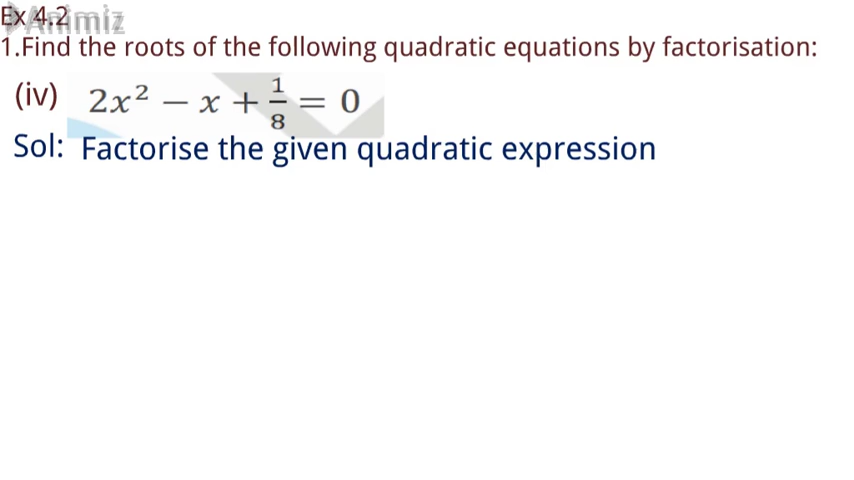 Ex 4.2
Animiz
1.Find the roots of the following quadratic equations by factorisation:
(iv) 2x² − x + 1/8 = 0
Sol: Factorise the given quadratic expression